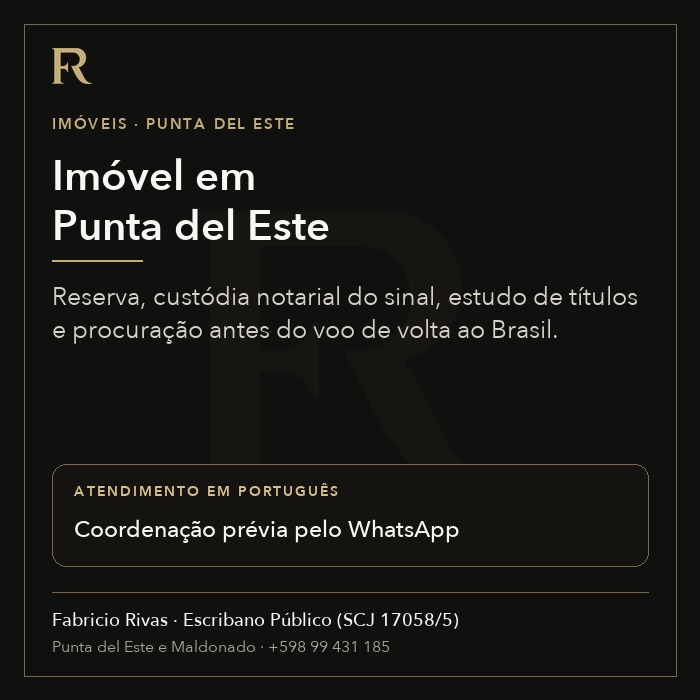 FR
IMÓVEIS · PUNTA DEL ESTE
Imóvel em
Punta del Este
Reserva, custódia notarial do sinal, estudo de títulos
e procuração antes do voo de volta ao Brasil.
ATENDIMENTO EM PORTUGUÊS
Coordenação prévia pelo WhatsApp
Fabricio Rivas · Escribano Público (SCJ 17058/5)
Punta del Este e Maldonado · +598 99 431 185